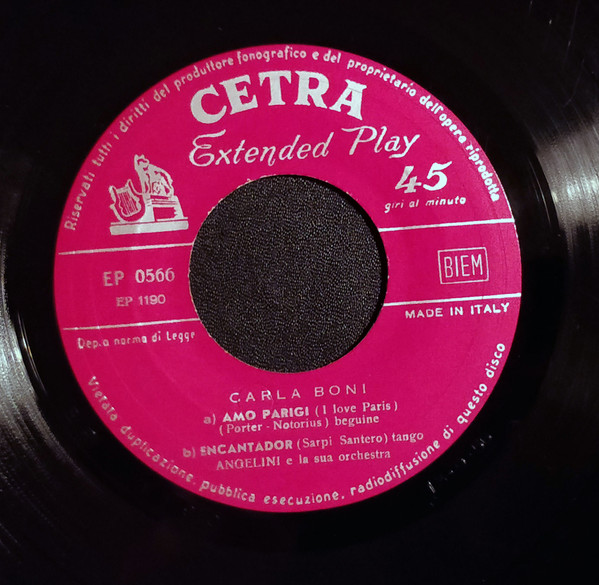 Riservati tutti i diritti del produttore fonografico e del proprietario dell'opera riprodotta
CETRA
Extended Play
45
giri al minuto
EP 0566
EP 1190
BIEM
Dep. a norma di Legge
MADE IN ITALY
CARLA BONI
a) AMO PARIGI (I love Paris)
(Porter - Notorius) beguine
b) ENCANTADOR (Sarpi Santero) tango
ANGELINI e la sua orchestra
Vietata duplicazione, pubblica esecuzione, radiodiffusione di questo disco